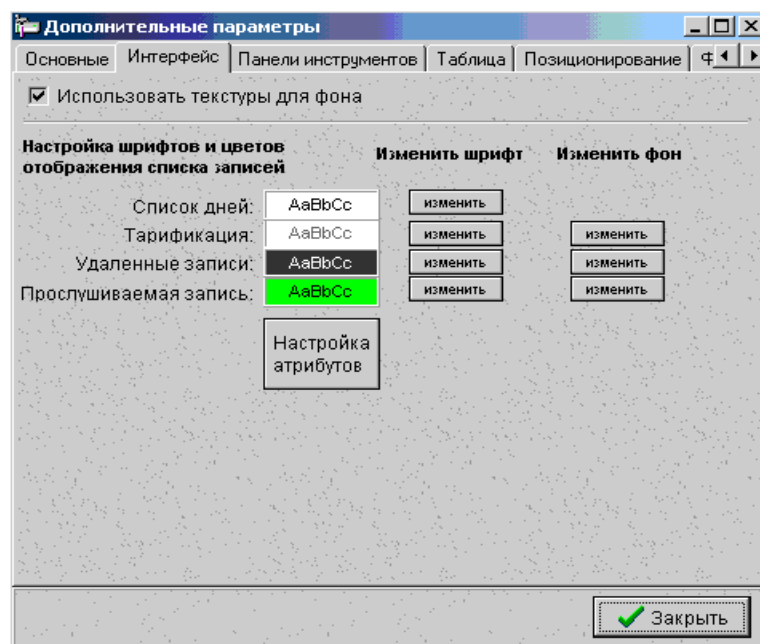 Дополнительные параметры
Основные Интерфейс Панели инструментов Таблица Позиционирование Ф
Использовать текстуры для фона
Настройка шрифтов и цветов
отображения списка записей
Изменить шрифт Изменить фон
Список дней: AaBbCc изменить
Тарификация: AaBbCc изменить изменить
Удаленные записи: AaBbCc изменить изменить
Прослушиваемая запись: AaBbCc изменить изменить
Настройка
атрибутов
Закрыть